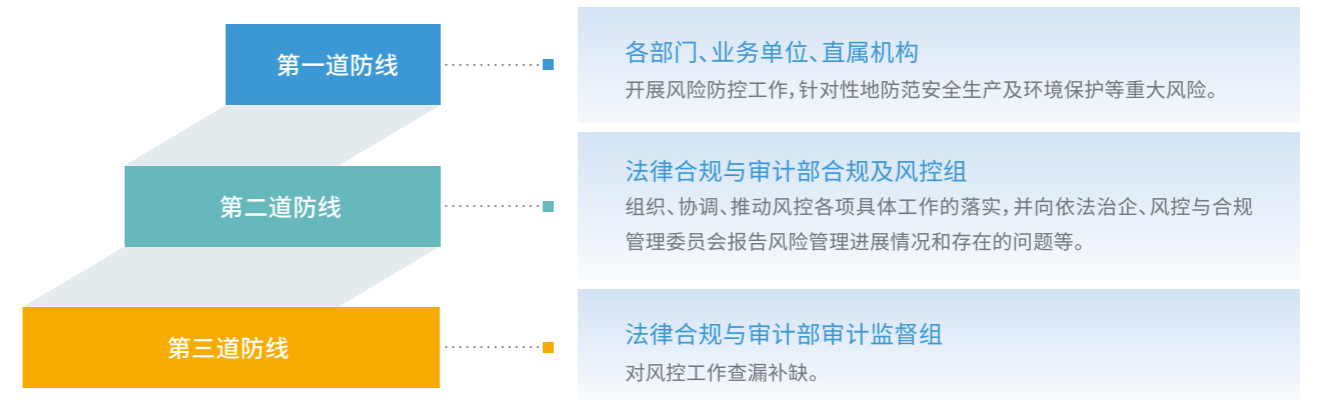 第一道防线
各部门、业务单位、直属机构
开展风险防控工作，针对性地防范安全生产及环境保护等重大风险。
第二道防线
法律合规与审计部合规及风控组
组织、协调、推动风控各项具体工作的落实，并向依法治企、风控与合规
管理委员会报告风险管理进展情况和存在的问题等。
第三道防线
法律合规与审计部审计监督组
对风控工作查漏补缺。